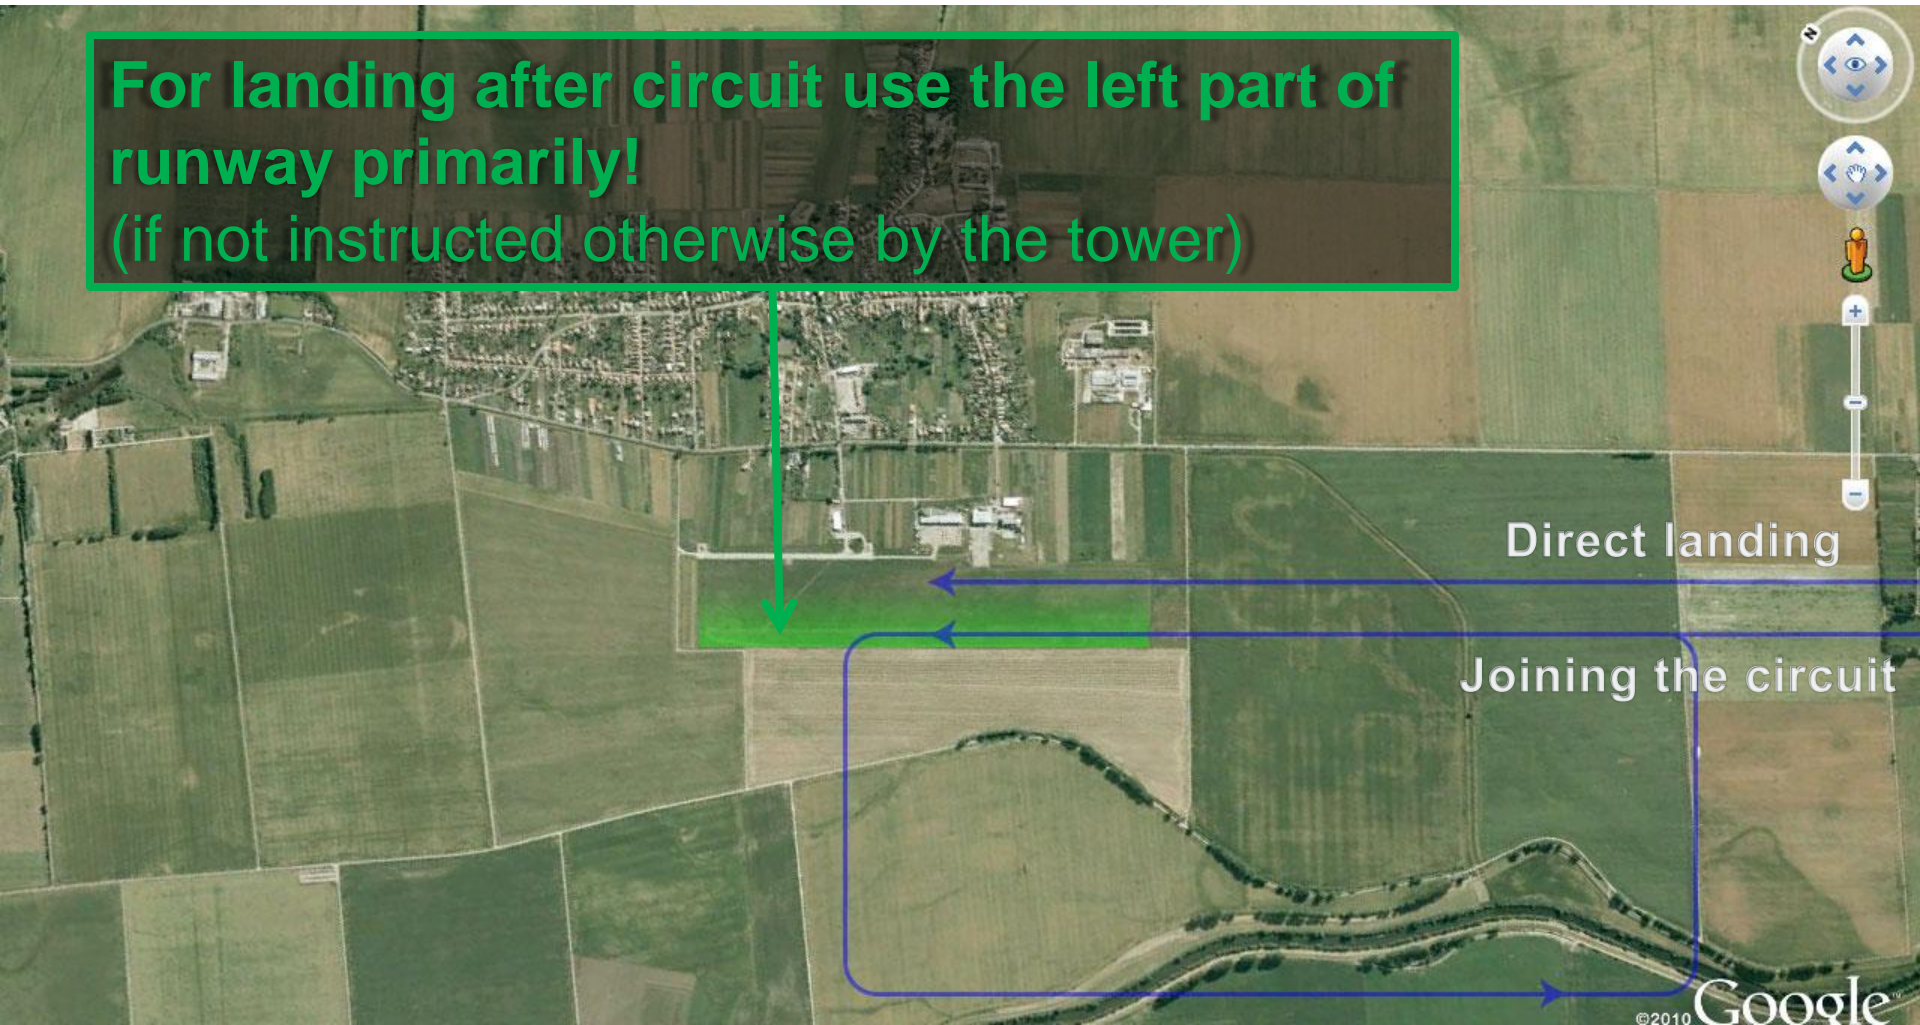 For landing after circuit use the left part of
runway primarily!
(if not instructed otherwise by the tower)
N
Direct landing
Joining the circuit
©2010 Google™